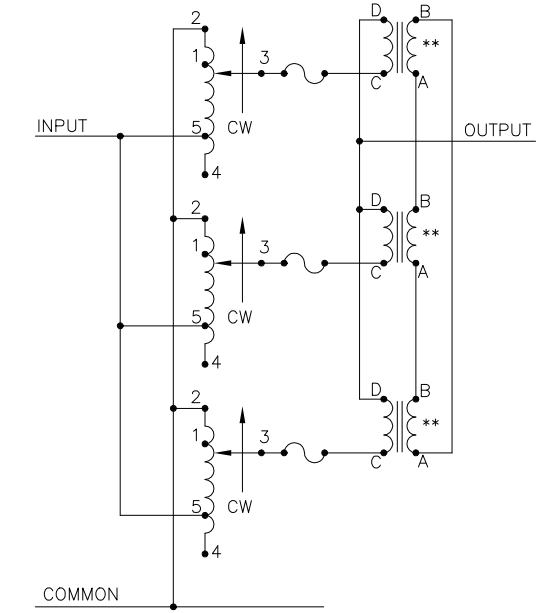 2 D B
1 3 **
C A
INPUT 5 CW OUTPUT
4
2 D B
1 3 **
C A
5 CW
4
2 D B
1 3 **
C A
5 CW
4
COMMON